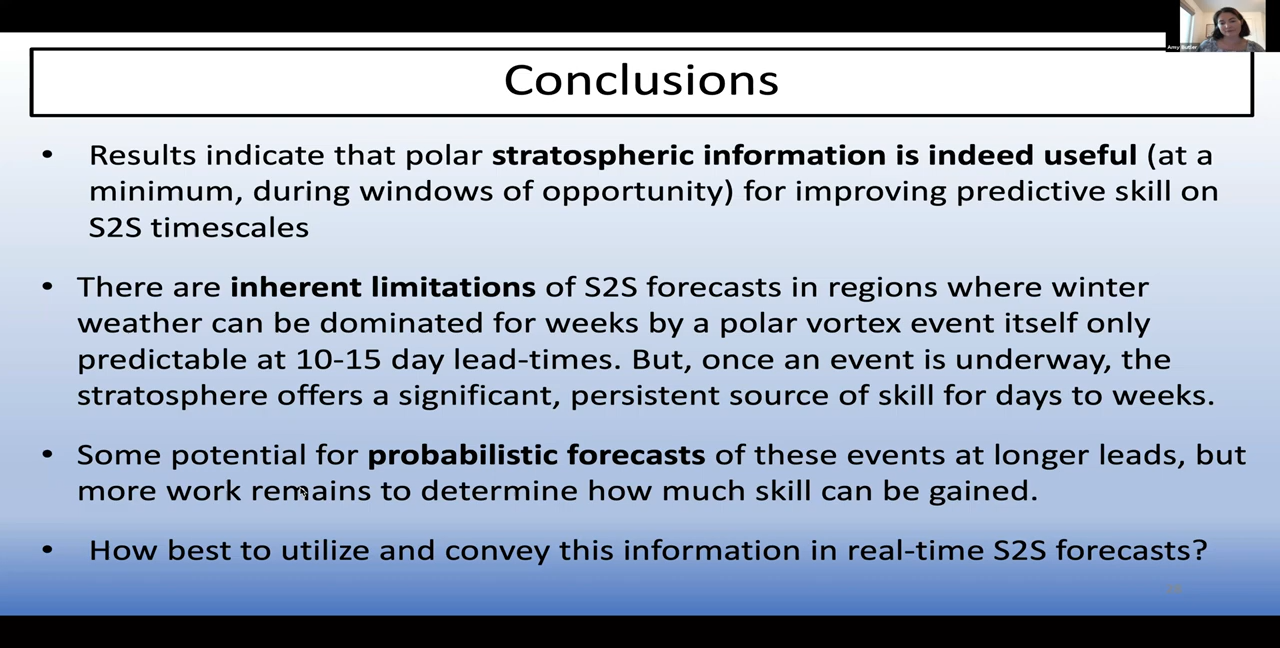 Amy Butler
Conclusions
• Results indicate that polar stratospheric information is indeed useful (at a
minimum, during windows of opportunity) for improving predictive skill on
S2S timescales
• There are inherent limitations of S2S forecasts in regions where winter
weather can be dominated for weeks by a polar vortex event itself only
predictable at 10-15 day lead-times. But, once an event is underway, the
stratosphere offers a significant, persistent source of skill for days to weeks.
• Some potential for probabilistic forecasts of these events at longer leads, but
more work remains to determine how much skill can be gained.
• How best to utilize and convey this information in real-time S2S forecasts?